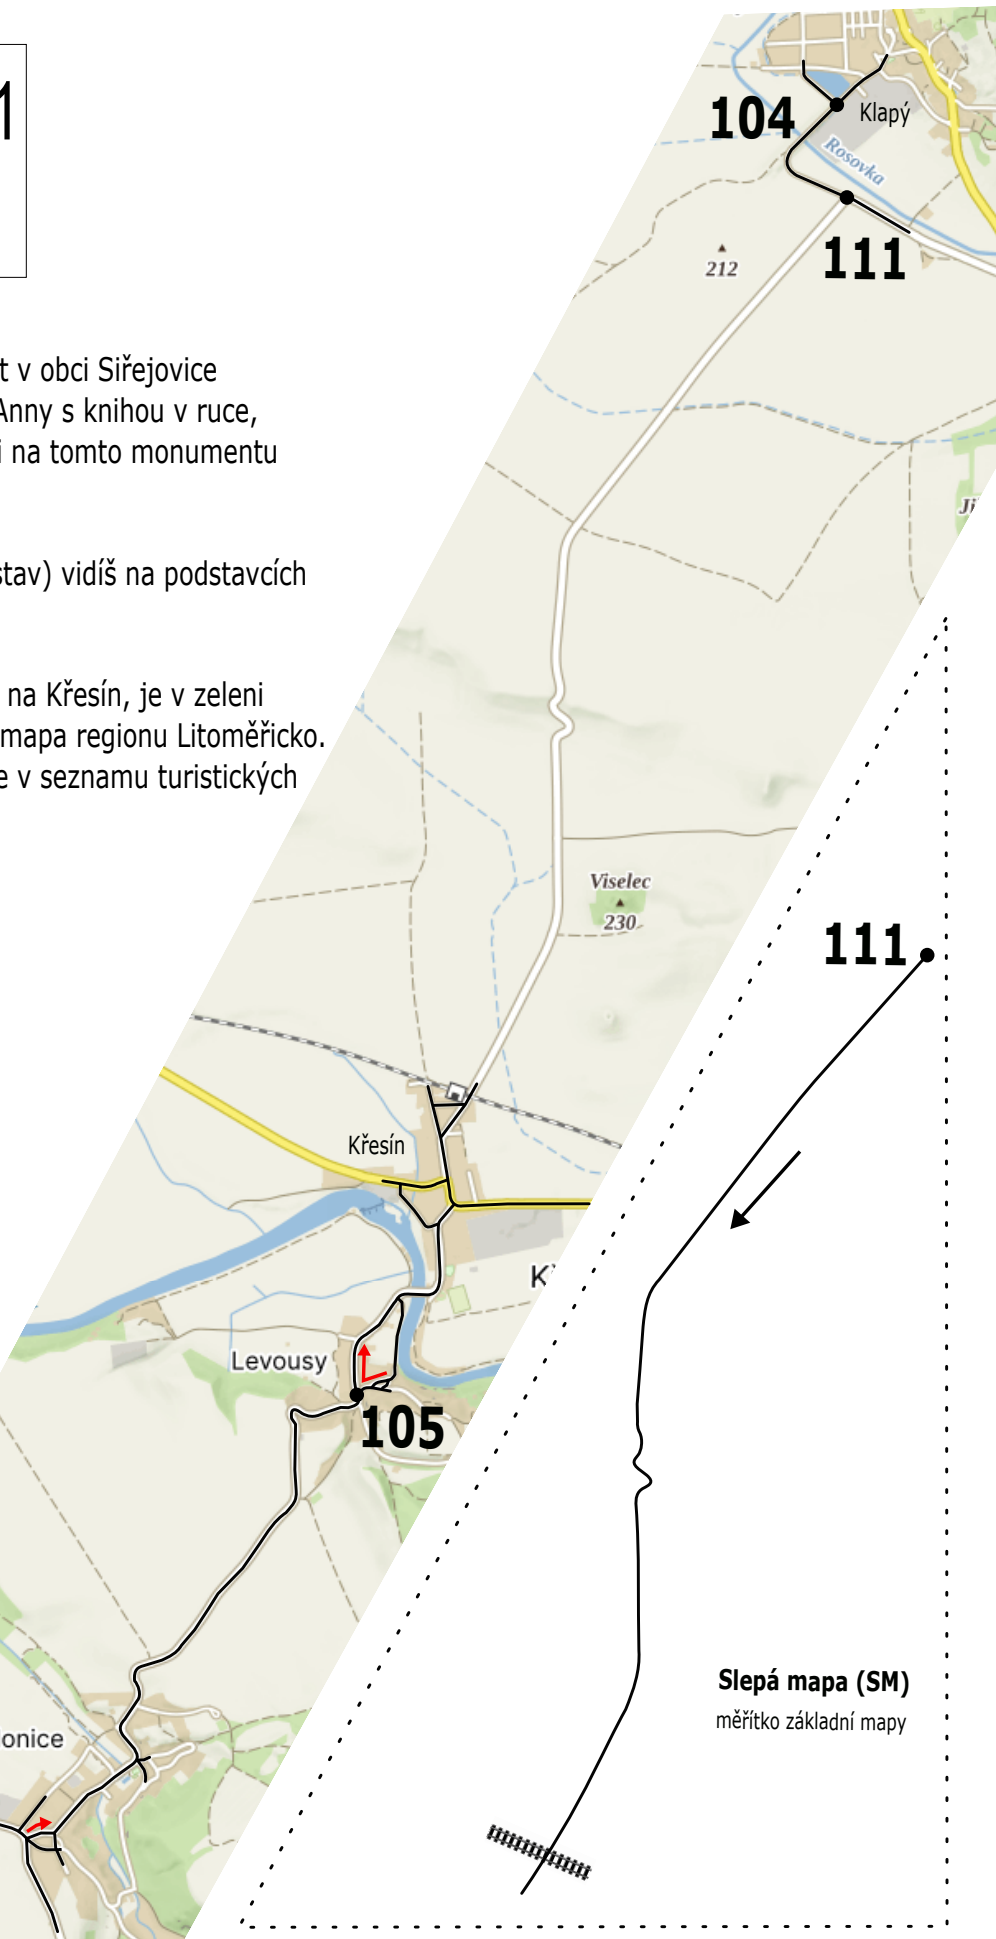 1
104
Klapý
Rosovka
111
212
t v obci Siřejovice
Anny s knihou v ruce,
i na tomto monumentu
stav) vidíš na podstavcích
na Křesín, je v zeleni
mapa regionu Litoměřicko.
e v seznamu turistických
Viselec
230
111
Křesín
Levousy
105
Slepá mapa (SM)
měřítko základní mapy
onice